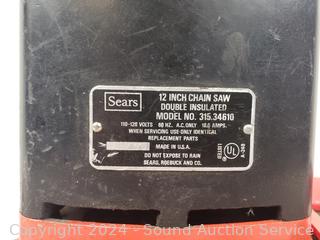 Sears
12 INCH CHAIN SAW
DOUBLE INSULATED
MODEL NO. 315.34610
110-120 VOLTS 60 HZ. A.C. ONLY 10.0 AMPS.
WHEN SERVICING USE ONLY IDENTICAL
REPLACEMENT PARTS
MADE IN U.S.A.
DO NOT EXPOSE TO RAIN
SEARS, ROEBUCK AND CO.
LISTED
UL
A-348
Copyright 2024 - Sound Auction Service